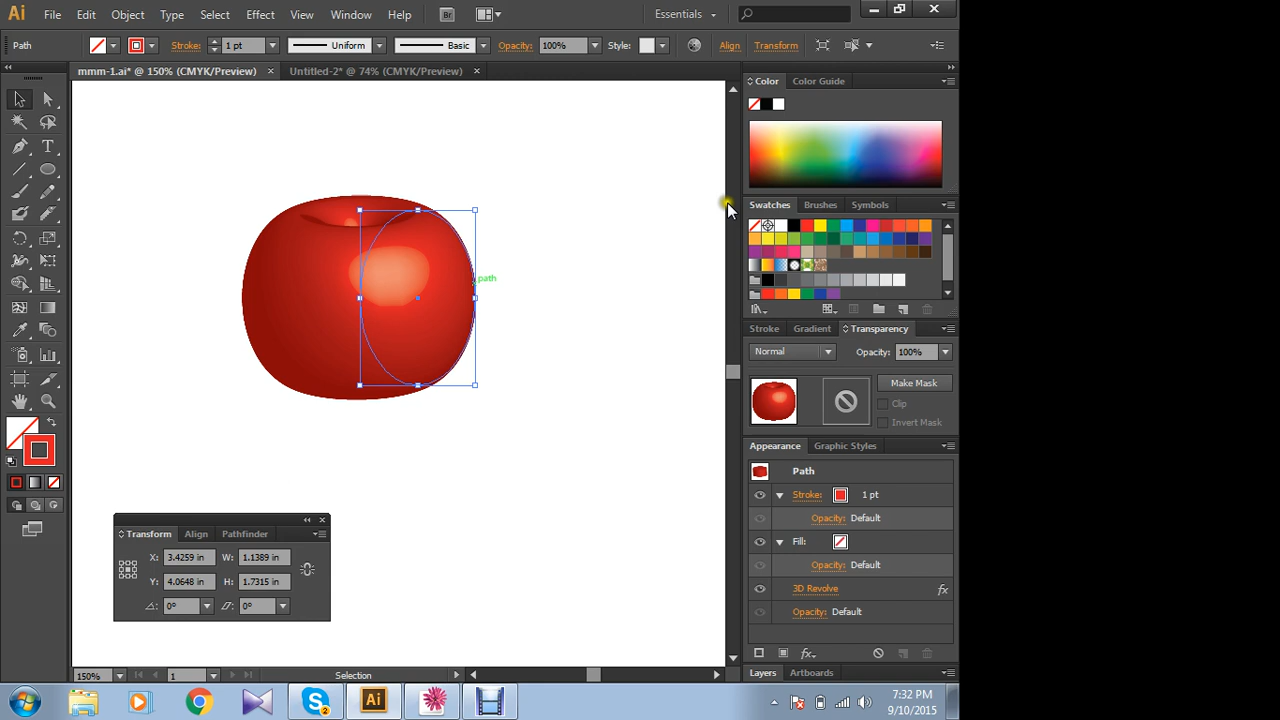 Ai File Edit Object Type Select Effect View Window Help Br Essentials
Path Stroke: 1 pt Uniform Basic Opacity: 100% Style: Align Transform
mmm-1.ai* @ 150% (CMYK/Preview) × Untitled-2* @ 74% (CMYK/Preview) ×
Color Color Guide
Swatches Brushes Symbols
path
Stroke Gradient Transparency
Normal Opacity: 100%
Make Mask
Clip
Invert Mask
Appearance Graphic Styles
Path
Stroke: 1 pt
Opacity: Default
Fill:
Opacity: Default
3D Revolve fx
Opacity: Default
fx
Layers Artboards
Transform Align Pathfinder
X: 3.4259 in W: 1.1389 in
Y: 4.0648 in H: 1.7315 in
0° 0°
150% 1 Selection
S 2 Ai
7:32 PM
9/10/2015